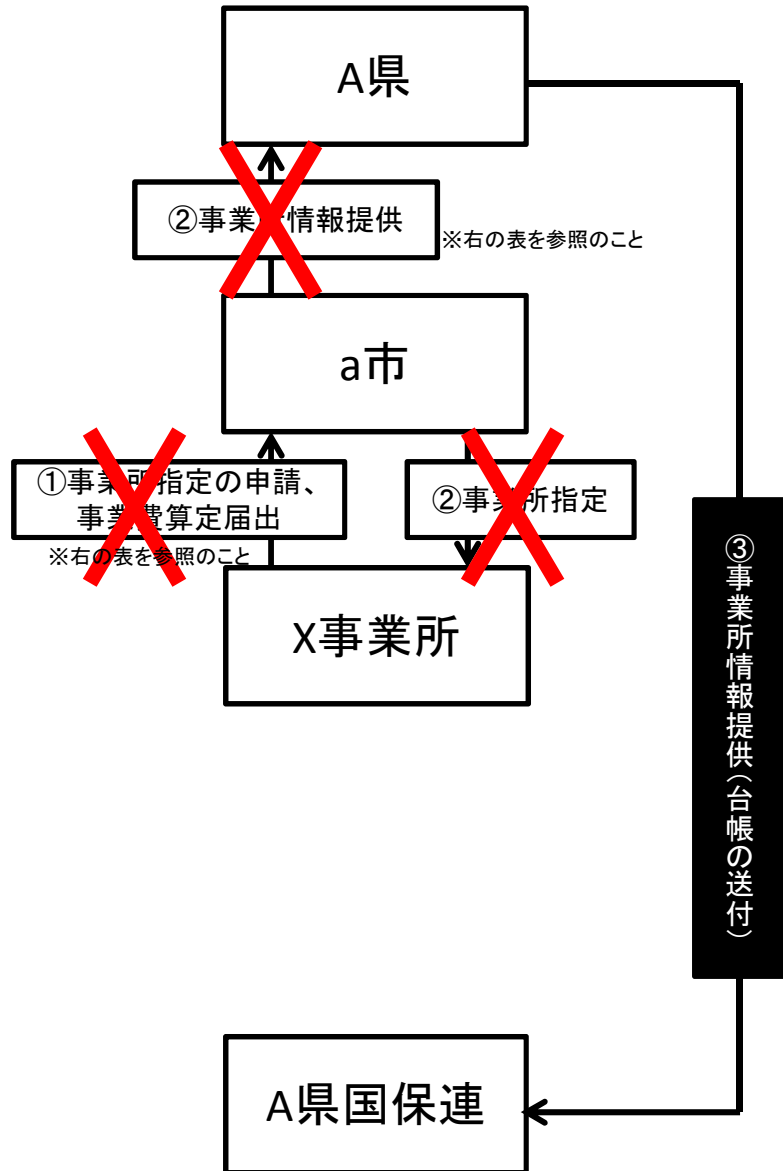 A県
②事業所情報提供
※右の表を参照のこと
a市
①事業所指定の申請、
事業費算定届出
※右の表を参照のこと
②事業所指定
X事業所
③事業所情報提供(台帳の送付)
A県国保連